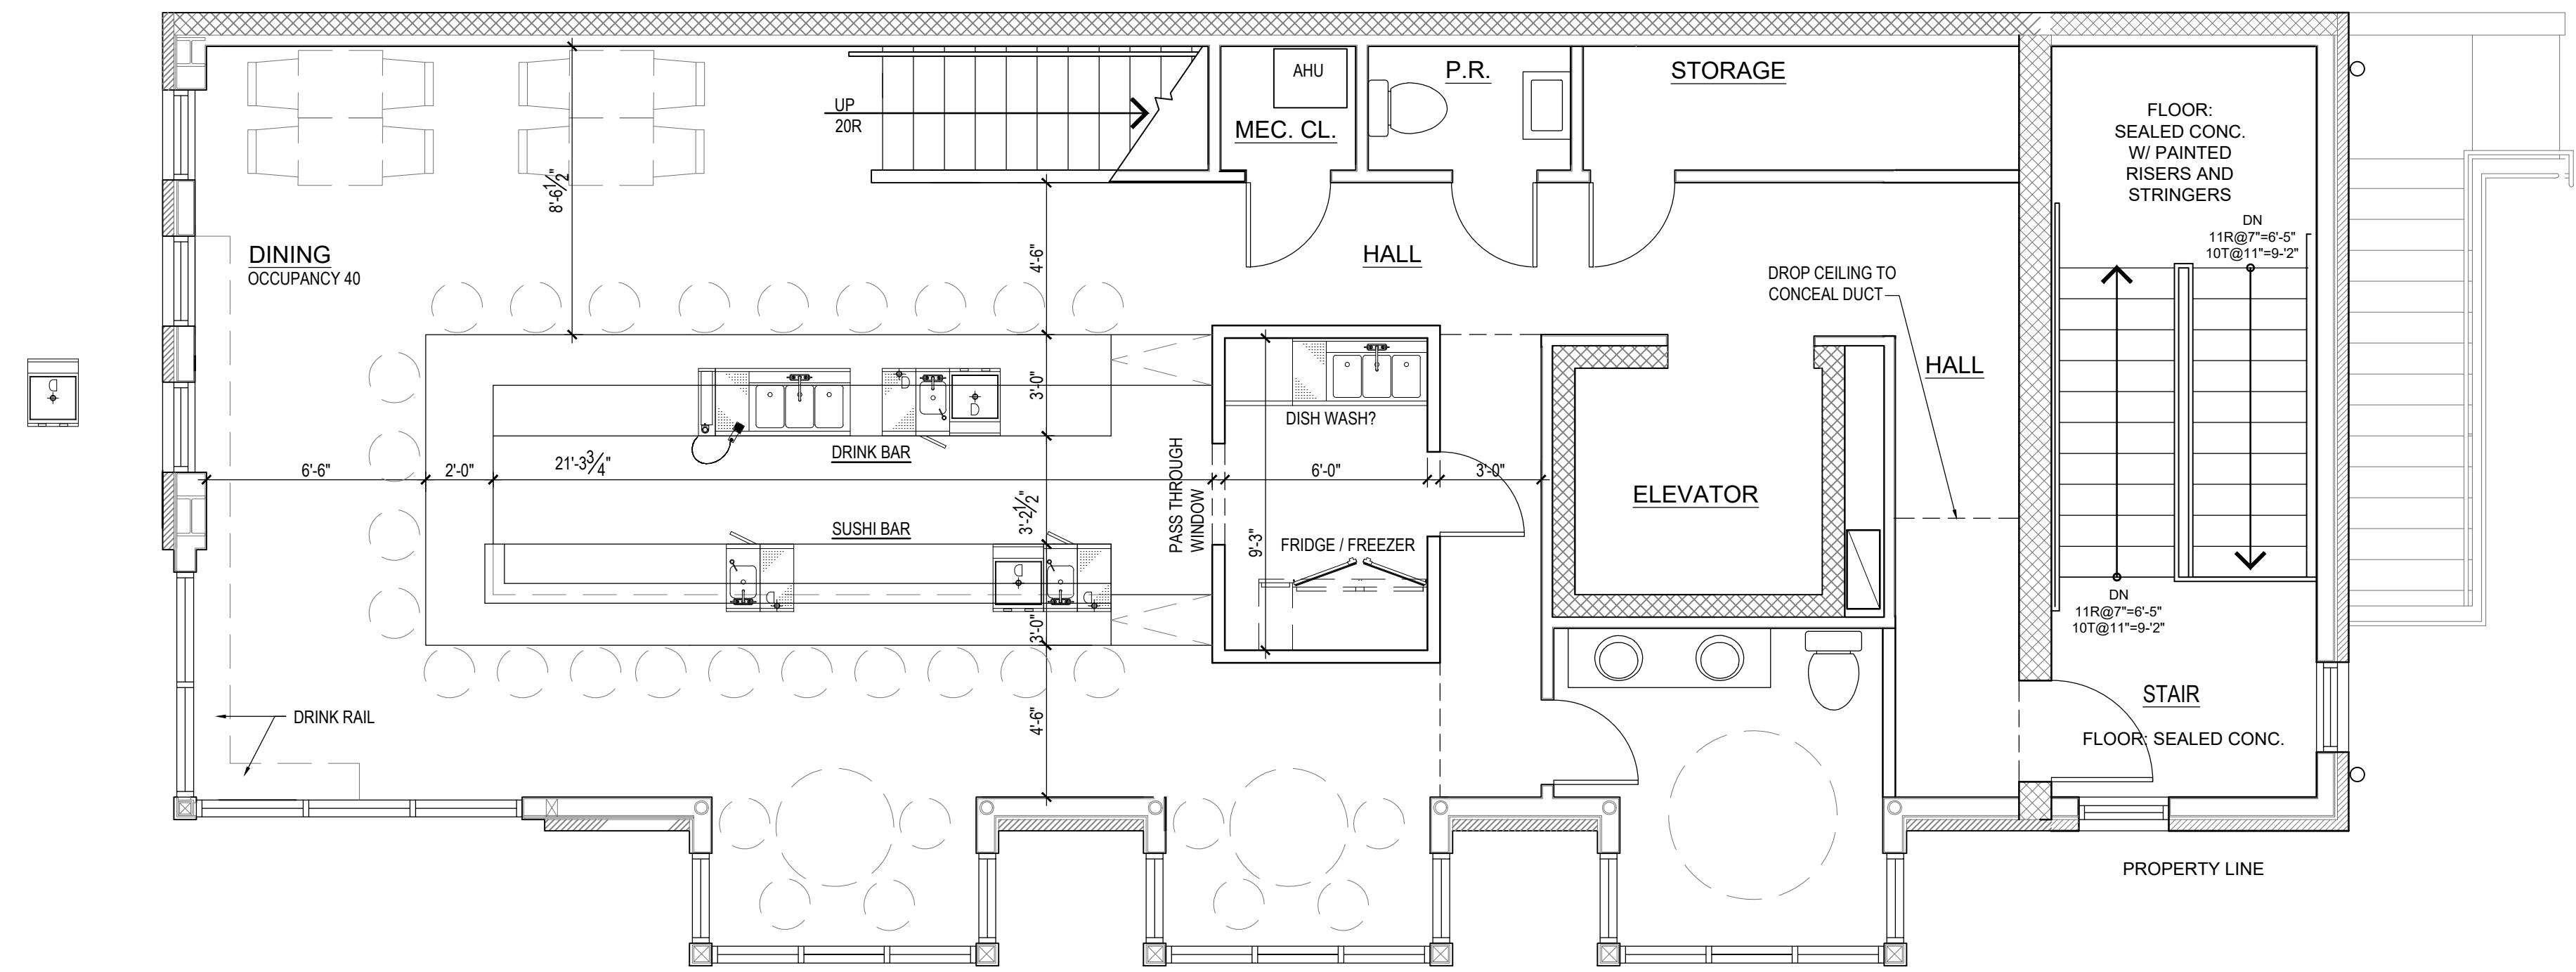 AHU
P.R.
STORAGE
UP
20R
MEC. CL.
FLOOR:
SEALED CONC.
W/ PAINTED
RISERS AND
STRINGERS
8'-6½"
DN
11R@7"=6'-5"
10T@11"=9-'2"
DINING
OCCUPANCY 40
4'-6"
HALL
DROP CEILING TO
CONCEAL DUCT
HALL
3'-0"
DISH WASH?
DRINK BAR
6'-6"
2'-0"
21'-3¾"
PASS THROUGH
WINDOW
6'-0"
3'-0"
ELEVATOR
3'-2½"
SUSHI BAR
9'-3"
FRIDGE / FREEZER
DN
11R@7"=6'-5"
10T@11"=9-'2"
3'-0"
STAIR
DRINK RAIL
4'-6"
FLOOR: SEALED CONC.
PROPERTY LINE